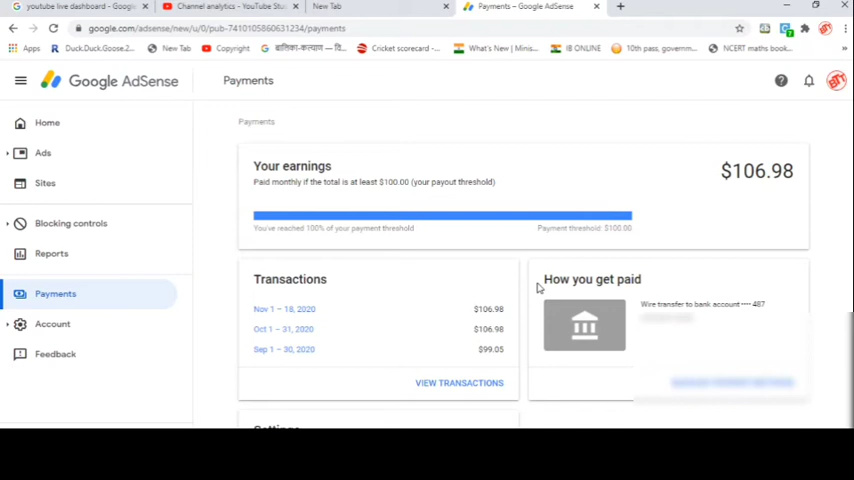 youtube live dashboard - Googl
Channel analytics - YouTube Stu
New Tab
Payments – Google AdSense
google.com/adsense/new/u/0/pub-7410105860631234/payments
Apps
Duck.Duck.Goose.2...
New Tab
Copyright
बालिका-कल्याण — वि...
Cricket scorecard -...
What's New | Minis...
IB ONLINE
10th pass, governm...
NCERT maths book...
Google AdSense
Payments
Home
Ads
Sites
Blocking controls
Reports
Payments
Account
Feedback
Payments
Your earnings
Paid monthly if the total is at least $100.00 (your payout threshold)
$106.98
You've reached 100% of your payment threshold
Payment threshold: $100.00
Transactions
Nov 1 – 18, 2020 $106.98
Oct 1 – 31, 2020 $106.98
Sep 1 – 30, 2020 $99.05
VIEW TRANSACTIONS
How you get paid
Wire transfer to bank account •••• 487